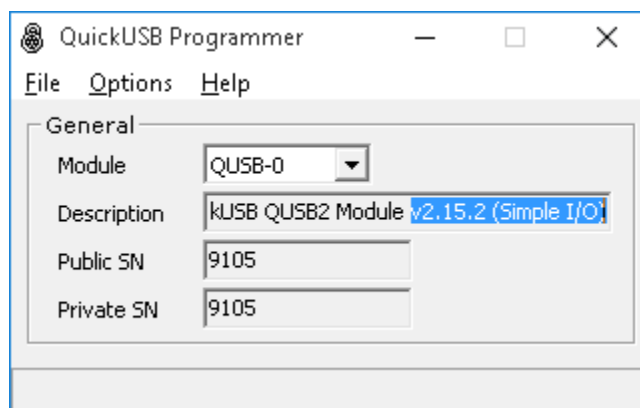 QuickUSB Programmer
File Options Help
General
Module QUSB-0
Description kUSB QUSB2 Module v2.15.2 (Simple I/O)
Public SN 9105
Private SN 9105